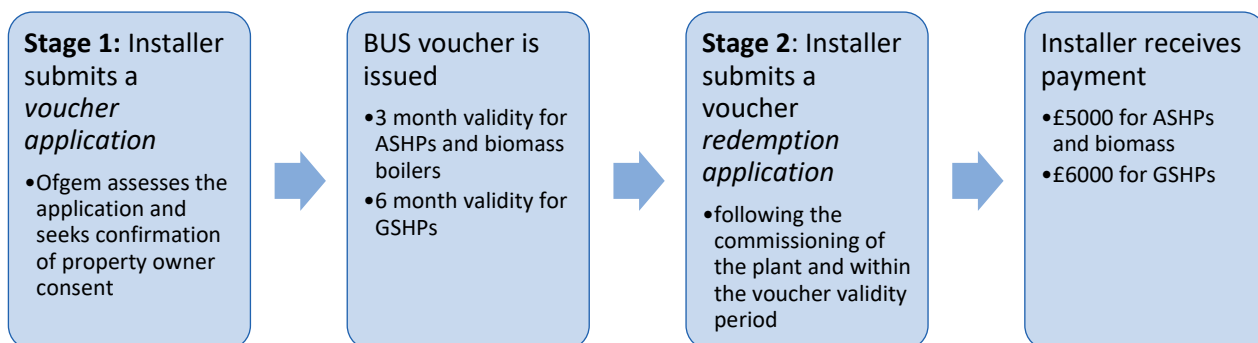 Stage 1: Installer
submits a
voucher
application
•Ofgem assesses the
application and
seeks confirmation
of property owner
consent
BUS voucher is
issued
•3 month validity for
ASHPs and biomass
boilers
•6 month validity for
GSHPs
Stage 2: Installer
submits a
voucher
redemption
application
•following the
commissioning of
the plant and within
the voucher validity
period
Installer receives
payment
•£5000 for ASHPs
and biomass
•£6000 for GSHPs